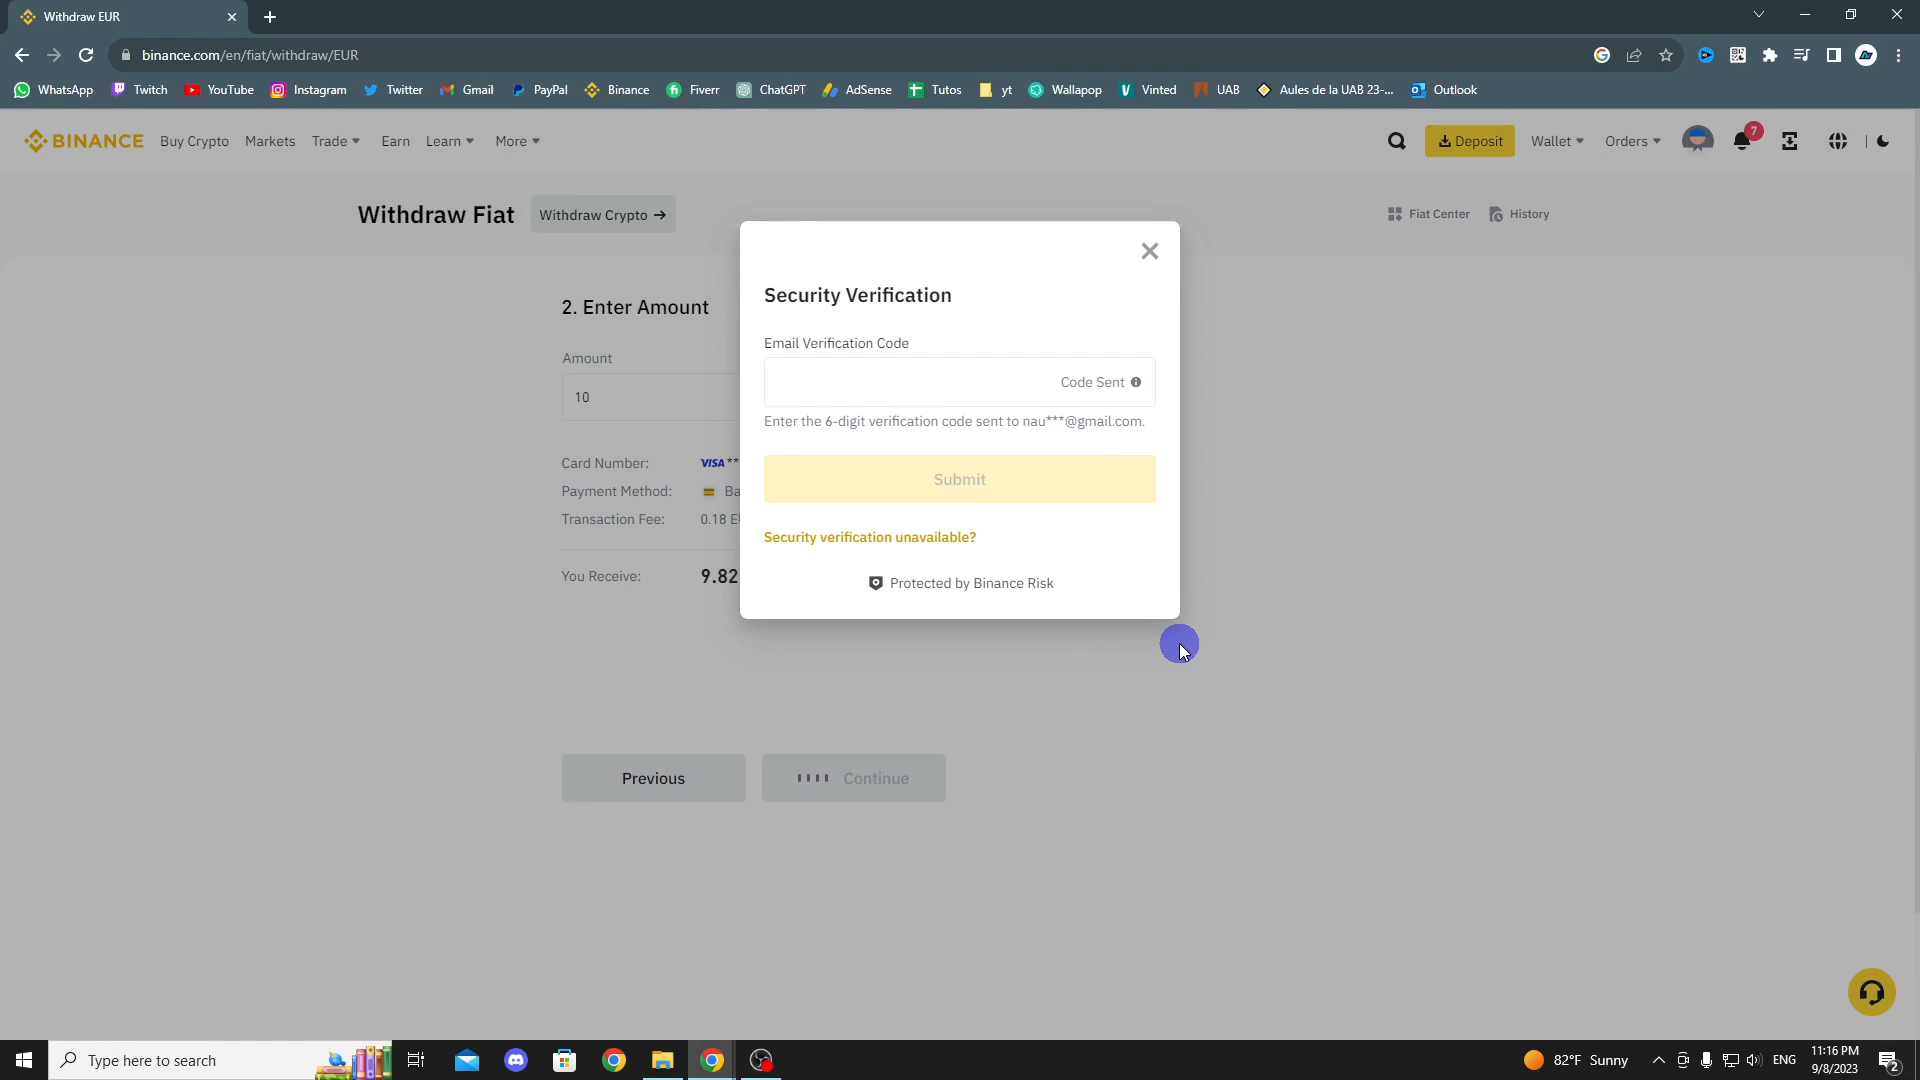 Withdraw EUR
binance.com/en/fiat/withdraw/EUR
WhatsApp Twitch YouTube Instagram Twitter Gmail PayPal Binance Fiverr ChatGPT AdSense Tutos yt Wallapop Vinted UAB Aules de la UAB 23-... Outlook
BINANCE Buy Crypto Markets Trade Earn Learn More Deposit Wallet Orders 7
Withdraw Fiat Withdraw Crypto → Fiat Center History
Security Verification
Email Verification Code
Code Sent
Enter the 6-digit verification code sent to nau***@gmail.com.
Submit
Security verification unavailable?
Protected by Binance Risk
2. Enter Amount
Amount
10
Card Number: VISA **
Payment Method: Ba
Transaction Fee: 0.18 E
You Receive: 9.82
Previous Continue
Type here to search 82°F Sunny ENG 11:16 PM
9/8/2023 2